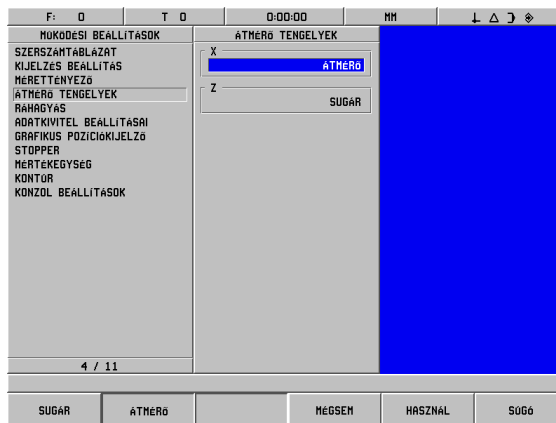 F: 0 T 0 0:00:00 MM
MŰKÖDÉSI BEÁLLÍTÁSOK
ÁTMÉRŐ TENGELYEK
SZERSZÁMTÁBLÁZAT
KIJELZÉS BEÁLLÍTÁS
MÉRETTÉNYEZŐ
ÁTMÉRŐ TENGELYEK
RÁHAGYÁS
ADATKIVITEL BEÁLLÍTÁSAI
GRAFIKUS POZÍCIÓKIJELZŐ
STOPPER
MÉRTÉKEGYSÉG
KONTÚR
KONZOL BEÁLLÍTÁSOK
4 / 11
X
ÁTMÉRŐ
Z
SUGÁR
SUGÁR ÁTMÉRŐ MÉGSEM HASZNÁL SÚGÓ